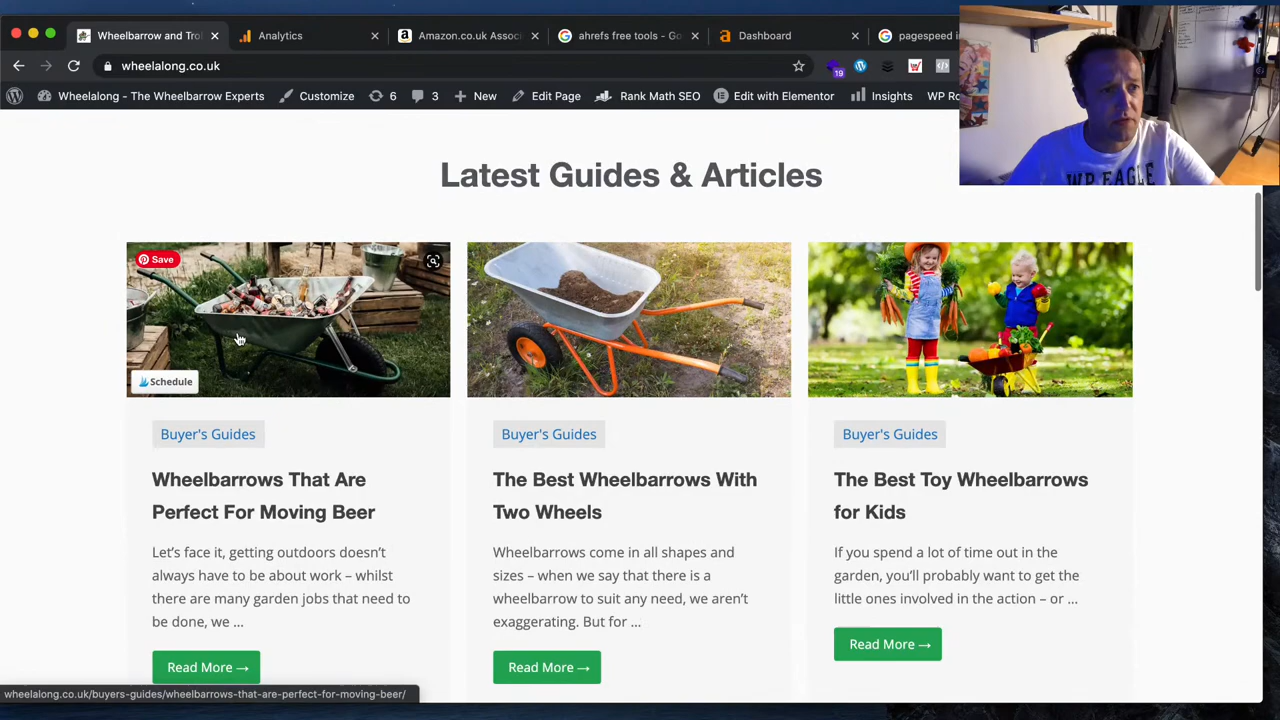 Wheelbarrow and Tro
Analytics
Amazon.co.uk Associ
ahrefs free tools - Go
Dashboard
pagespeed i
wheelalong.co.uk
19
Wheelalong - The Wheelbarrow Experts
Customize
6
3
New
Edit Page
Rank Math SEO
Edit with Elementor
Insights
WP Ro
WP EAGLE
Latest Guides & Articles
Save
Schedule
Buyer's Guides
Wheelbarrows That Are
Perfect For Moving Beer
Let's face it, getting outdoors doesn't
always have to be about work – whilst
there are many garden jobs that need to
be done, we ...
Read More →
Buyer's Guides
The Best Wheelbarrows With
Two Wheels
Wheelbarrows come in all shapes and
sizes – when we say that there is a
wheelbarrow to suit any need, we aren't
exaggerating. But for ...
Read More →
Buyer's Guides
The Best Toy Wheelbarrows
for Kids
If you spend a lot of time out in the
garden, you'll probably want to get the
little ones involved in the action – or ...
Read More →
wheelalong.co.uk/buyers-guides/wheelbarrows-that-are-perfect-for-moving-beer/